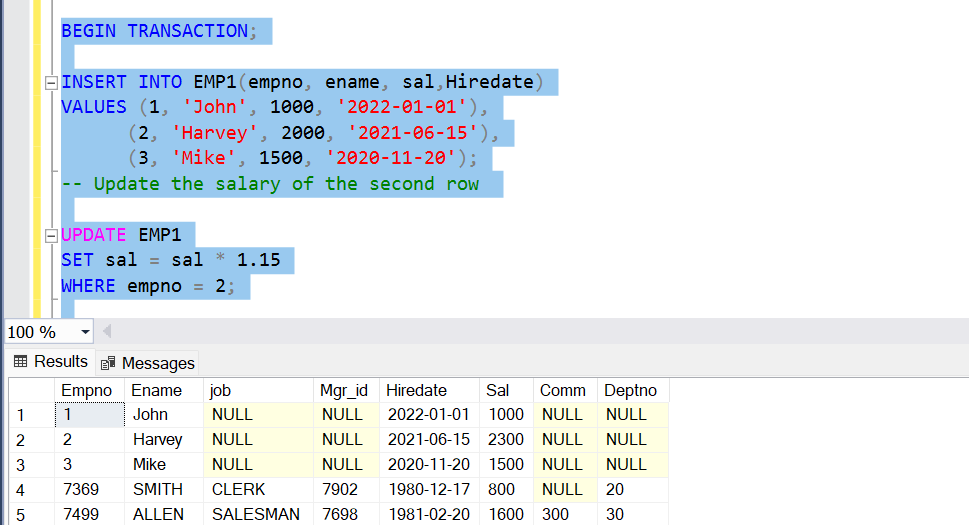 BEGIN TRANSACTION;
INSERT INTO EMP1(empno, ename, sal,Hiredate)
VALUES (1, 'John', 1000, '2022-01-01'),
(2, 'Harvey', 2000, '2021-06-15'),
(3, 'Mike', 1500, '2020-11-20');
-- Update the salary of the second row
UPDATE EMP1
SET sal = sal * 1.15
WHERE empno = 2;
100 %
Results Messages
Empno Ename job Mgr_id Hiredate Sal Comm Deptno
1 1 John NULL NULL 2022-01-01 1000 NULL NULL
2 2 Harvey NULL NULL 2021-06-15 2300 NULL NULL
3 3 Mike NULL NULL 2020-11-20 1500 NULL NULL
4 7369 SMITH CLERK 7902 1980-12-17 800 NULL 20
5 7499 ALLEN SALESMAN 7698 1981-02-20 1600 300 30